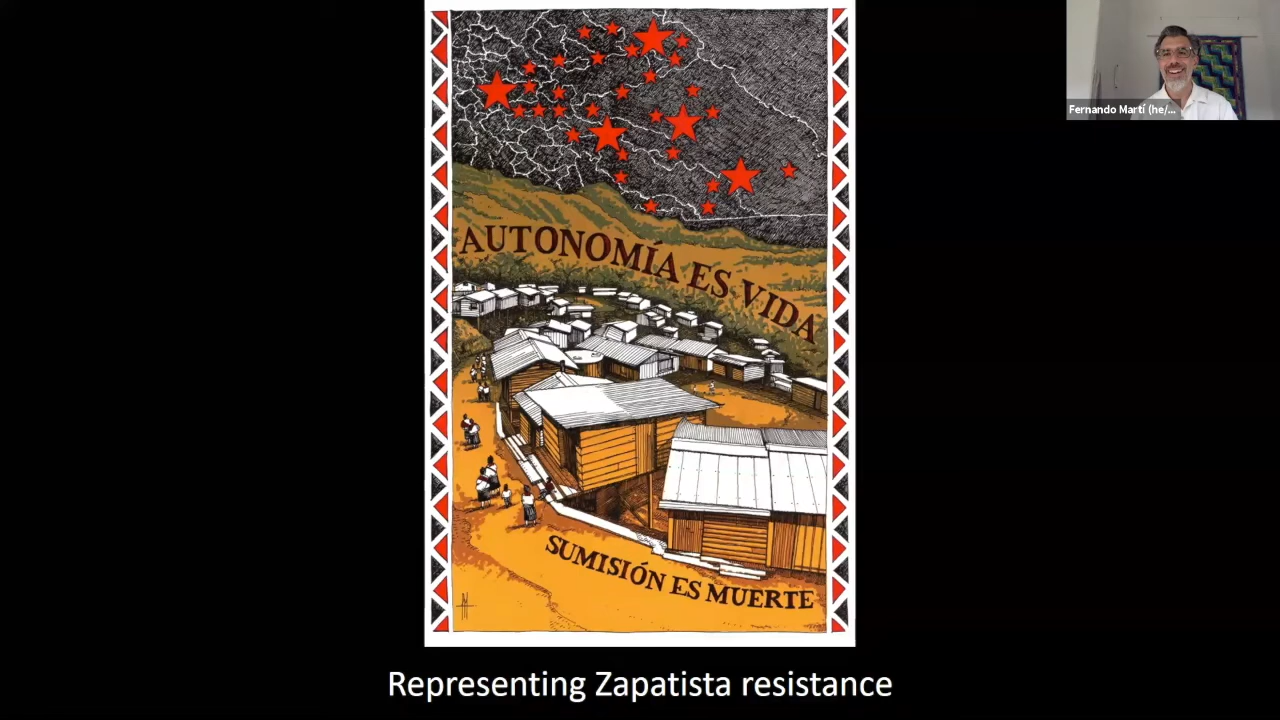 Fernando Martí (he/...
AUTONOMÍA ES VIDA
SUMISIÓN ES MUERTE
Representing Zapatista resistance